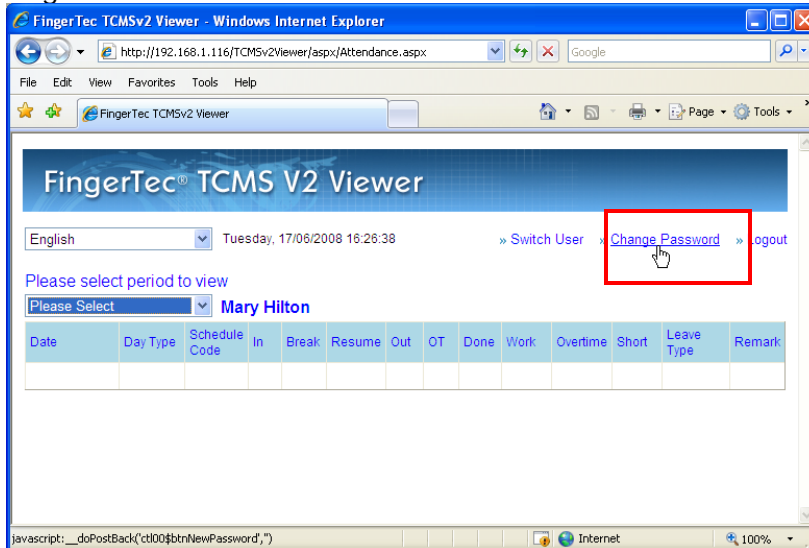 FingerTec TCMSv2 Viewer - Windows Internet Explorer
http://192.168.1.116/TCMSv2Viewer/aspx/Attendance.aspx
Google
File Edit View Favorites Tools Help
FingerTec TCMSv2 Viewer
Page Tools
FingerTec® TCMS V2 Viewer
English Tuesday, 17/06/2008 16:26:38 » Switch User » Change Password » Logout
Please select period to view
Please Select Mary Hilton
Date Day Type Schedule Code In Break Resume Out OT Done Work Overtime Short Leave Type Remark
javascript:__doPostBack('ctl00$btnNewPassword','') Internet 100%